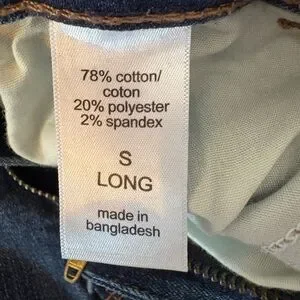 78% cotton/
coton
20% polyester
2% spandex
S
LONG
made in
bangladesh